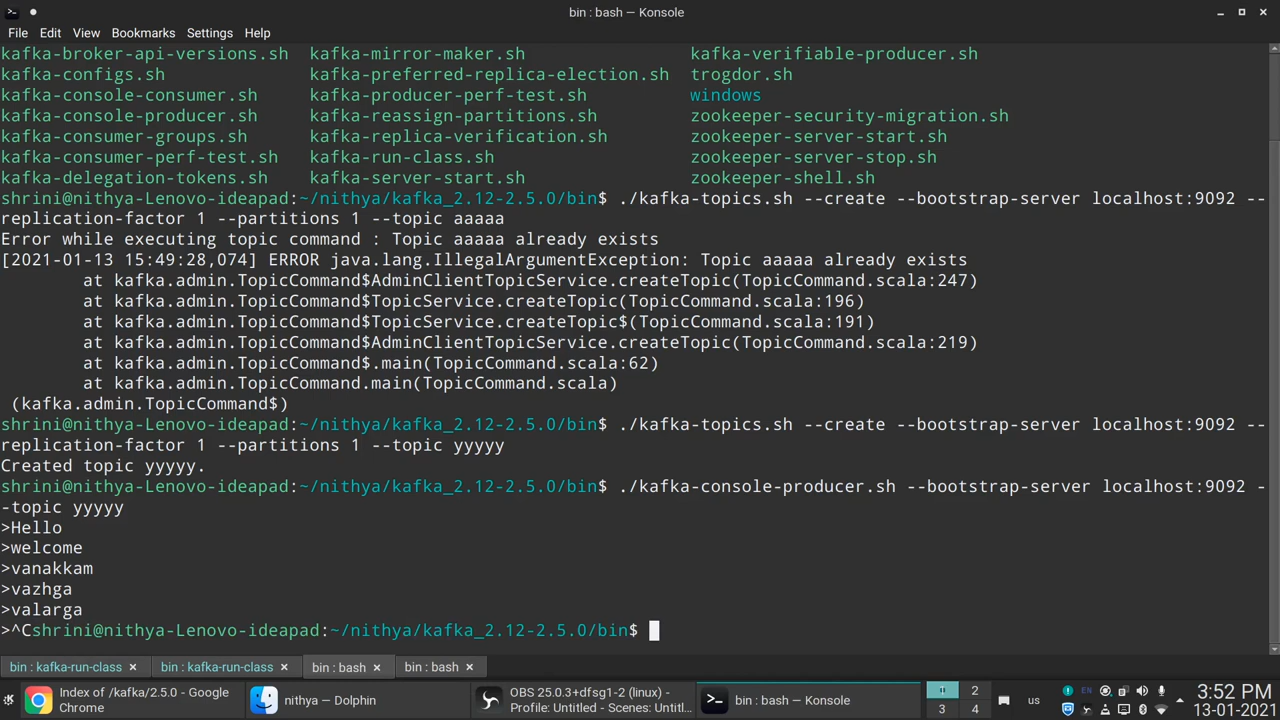 bin : bash — Konsole
File Edit View Bookmarks Settings Help
kafka-broker-api-versions.sh kafka-mirror-maker.sh kafka-verifiable-producer.sh
kafka-configs.sh kafka-preferred-replica-election.sh trogdor.sh
kafka-console-consumer.sh kafka-producer-perf-test.sh windows
kafka-console-producer.sh kafka-reassign-partitions.sh zookeeper-security-migration.sh
kafka-consumer-groups.sh kafka-replica-verification.sh zookeeper-server-start.sh
kafka-consumer-perf-test.sh kafka-run-class.sh zookeeper-server-stop.sh
kafka-delegation-tokens.sh kafka-server-start.sh zookeeper-shell.sh
shrini@nithya-Lenovo-ideapad:~/nithya/kafka_2.12-2.5.0/bin$ ./kafka-topics.sh --create --bootstrap-server localhost:9092 --
replication-factor 1 --partitions 1 --topic aaaaa
Error while executing topic command : Topic aaaaa already exists
[2021-01-13 15:49:28,074] ERROR java.lang.IllegalArgumentException: Topic aaaaa already exists
at kafka.admin.TopicCommand$AdminClientTopicService.createTopic(TopicCommand.scala:247)
at kafka.admin.TopicCommand$TopicService.createTopic(TopicCommand.scala:196)
at kafka.admin.TopicCommand$TopicService.createTopic$(TopicCommand.scala:191)
at kafka.admin.TopicCommand$AdminClientTopicService.createTopic(TopicCommand.scala:219)
at kafka.admin.TopicCommand$.main(TopicCommand.scala:62)
at kafka.admin.TopicCommand.main(TopicCommand.scala)
(kafka.admin.TopicCommand$)
shrini@nithya-Lenovo-ideapad:~/nithya/kafka_2.12-2.5.0/bin$ ./kafka-topics.sh --create --bootstrap-server localhost:9092 --
replication-factor 1 --partitions 1 --topic yyyyy
Created topic yyyyy.
shrini@nithya-Lenovo-ideapad:~/nithya/kafka_2.12-2.5.0/bin$ ./kafka-console-producer.sh --bootstrap-server localhost:9092 -
-topic yyyyy
>Hello
>welcome
>vanakkam
>vazhga
>valarga
>^Cshrini@nithya-Lenovo-ideapad:~/nithya/kafka_2.12-2.5.0/bin$
bin : kafka-run-class bin : kafka-run-class bin : bash bin : bash
Index of /kafka/2.5.0 - Google Chrome
nithya — Dolphin
OBS 25.0.3+dfsg1-2 (linux) - Profile: Untitled - Scenes: Untitl...
bin : bash — Konsole
2
3 4
us
EN
3:52 PM
13-01-2021